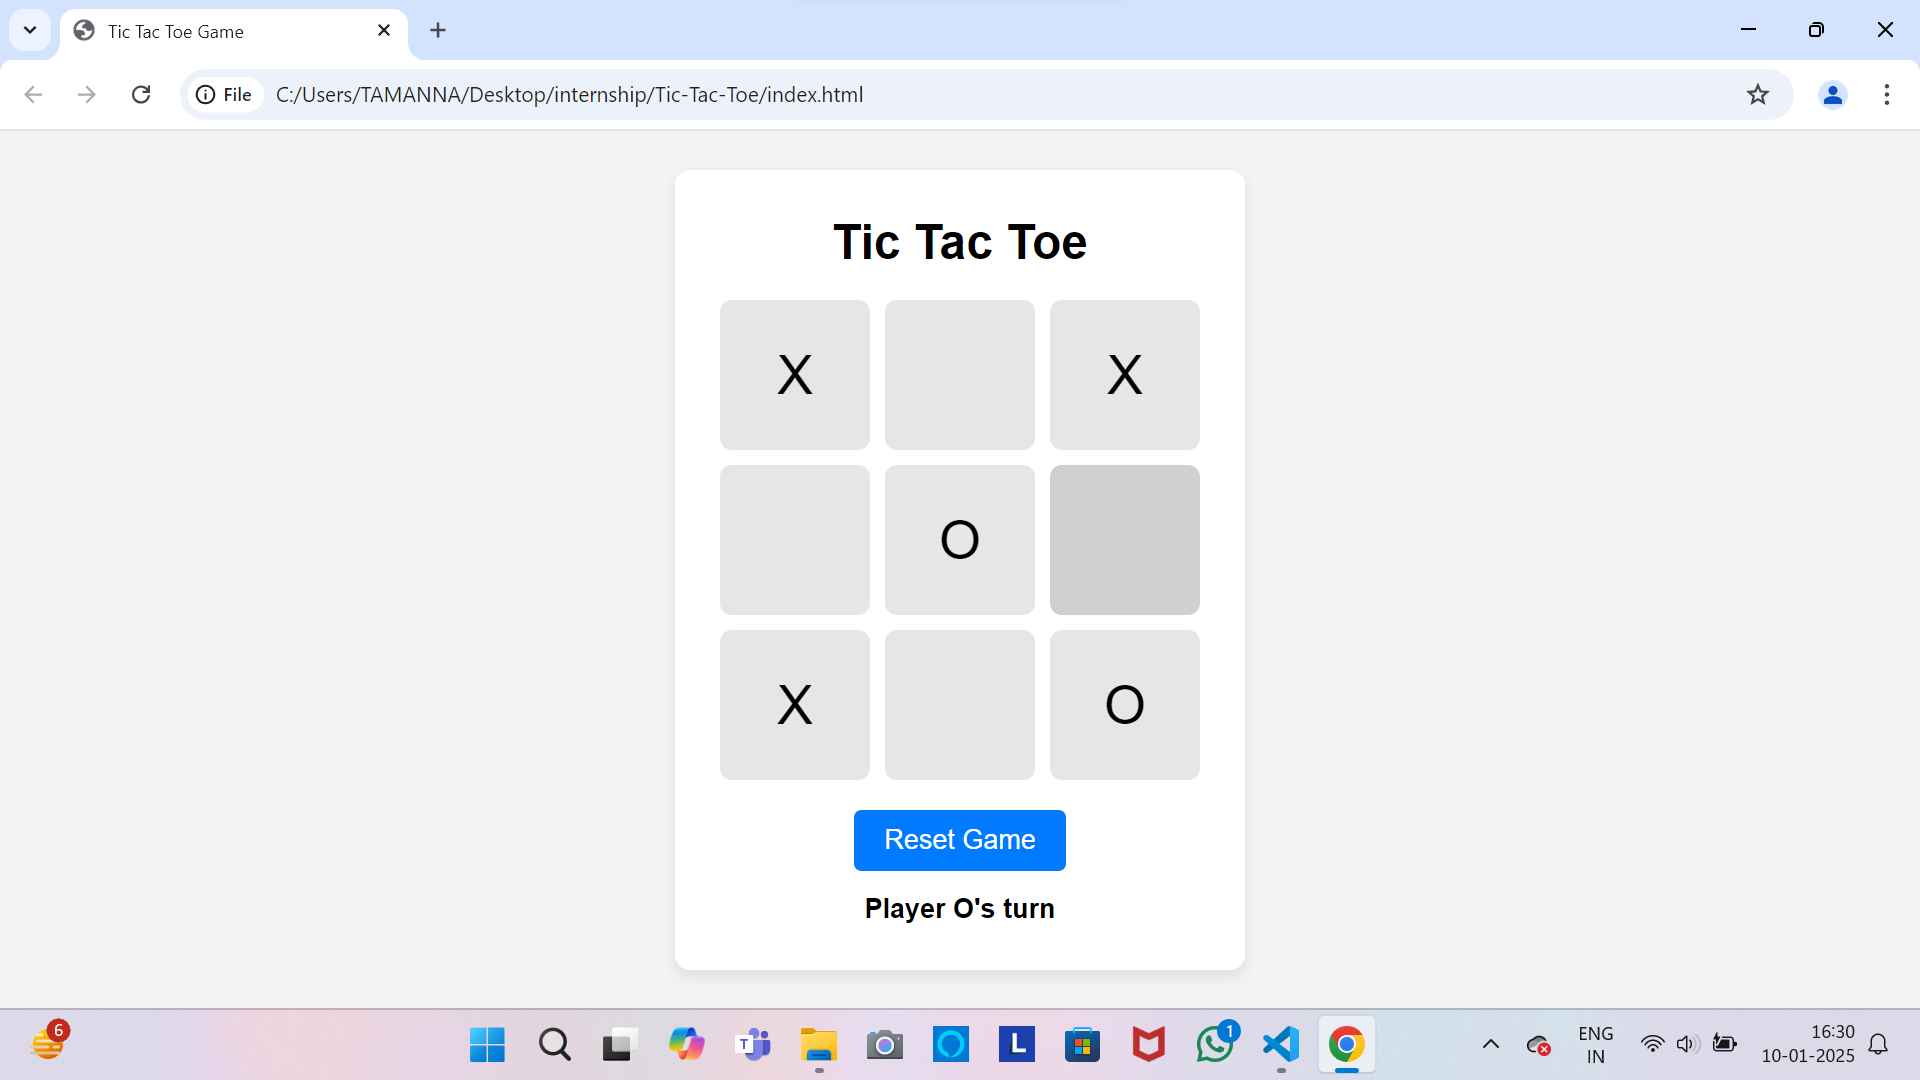 Tic Tac Toe Game
File C:/Users/TAMANNA/Desktop/internship/Tic-Tac-Toe/index.html
Tic Tac Toe
X X
O
X O
Reset Game
Player O's turn
6
T
L
1
ENG
IN
16:30
10-01-2025